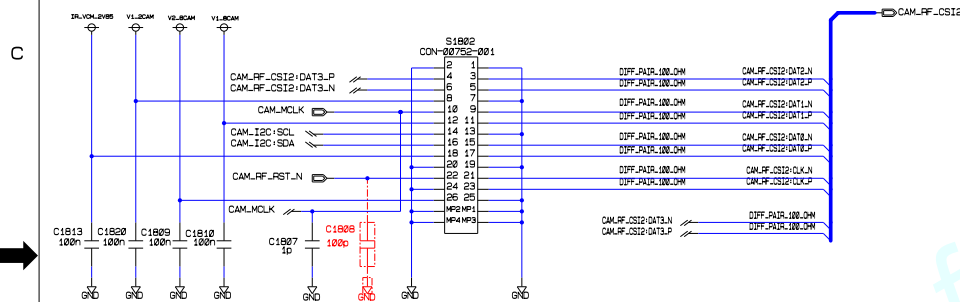 IR_VCM_2V85 V1_2CAM V2_8CAM V1_8CAM
CAM_RF_CSI2
C
S1802
CON-00752-001
2 1
CAM_RF_CSI2:DAT3_P 4 3 DIFF_PAIR_100_OHM CAM_RF_CSI2:DAT2_N
CAM_RF_CSI2:DAT3_N 6 5 DIFF_PAIR_100_OHM CAM_RF_CSI2:DAT2_P
8 7
CAM_MCLK 10 9 DIFF_PAIR_100_OHM CAM_RF_CSI2:DAT1_N
12 11 DIFF_PAIR_100_OHM CAM_RF_CSI2:DAT1_P
CAM_I2C:SCL 14 13
CAM_I2C:SDA 16 15 DIFF_PAIR_100_OHM CAM_RF_CSI2:DAT0_N
18 17 DIFF_PAIR_100_OHM CAM_RF_CSI2:DAT0_P
20 19
CAM_RF_RST_N 22 21 DIFF_PAIR_100_OHM CAM_RF_CSI2:CLK_N
24 23 DIFF_PAIR_100_OHM CAM_RF_CSI2:CLK_P
26 25
CAM_MCLK MP2 MP1
MP4 MP3
CAM_RF_CSI2:DAT3_N DIFF_PAIR_100_OHM
CAM_RF_CSI2:DAT3_P DIFF_PAIR_100_OHM
C1813 C1820 C1809 C1810 C1807 C1808
100n 100n 100n 100n 1p 100p
GND GND GND GND GND GND GND GND